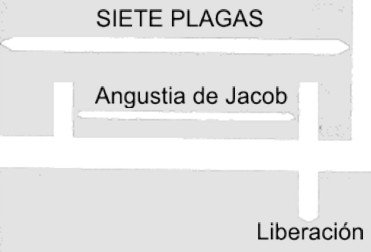 SIETE PLAGAS
Angustia de Jacob
Liberación